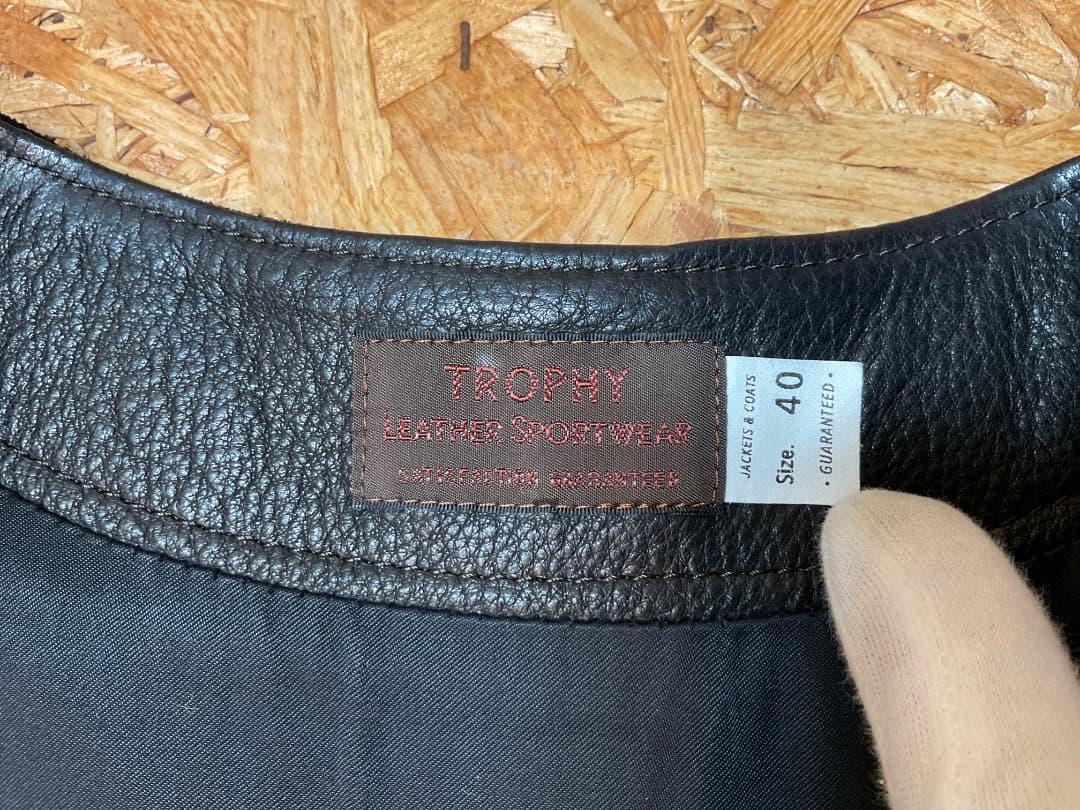 TROPHY
LEATHER SPORTWEAR
SATISFACTION GUARANTEED
JACKETS & COATS
Size. 40
• GUARANTEED •